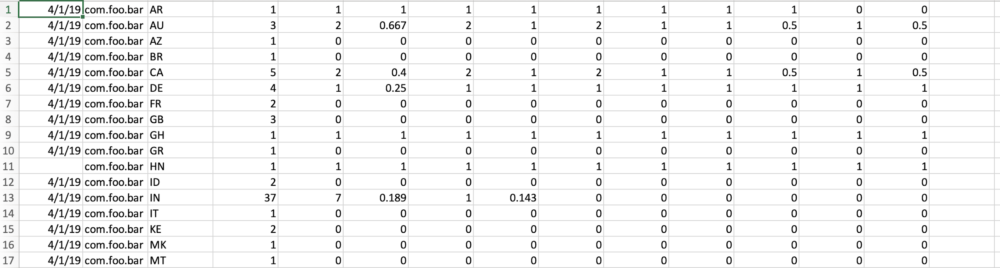 1 4/1/19 com.foo.bar AR 1 1 1 1 1 1 1 1 1 0 0
2 4/1/19 com.foo.bar AU 3 2 0.667 2 1 2 1 1 0.5 1 0.5
3 4/1/19 com.foo.bar AZ 1 0 0 0 0 0 0 0 0 0 0
4 4/1/19 com.foo.bar BR 1 0 0 0 0 0 0 0 0 0 0
5 4/1/19 com.foo.bar CA 5 2 0.4 2 1 2 1 1 0.5 1 0.5
6 4/1/19 com.foo.bar DE 4 1 0.25 1 1 1 1 1 1 1 1
7 4/1/19 com.foo.bar FR 2 0 0 0 0 0 0 0 0 0 0
8 4/1/19 com.foo.bar GB 3 0 0 0 0 0 0 0 0 0 0
9 4/1/19 com.foo.bar GH 1 1 1 1 1 1 1 1 1 1 1
10 4/1/19 com.foo.bar GR 1 0 0 0 0 0 0 0 0 0 0
11 com.foo.bar HN 1 1 1 1 1 1 1 1 1 1 1
12 4/1/19 com.foo.bar ID 2 0 0 0 0 0 0 0 0 0 0
13 4/1/19 com.foo.bar IN 37 7 0.189 1 0.143 0 0 0 0 0 0
14 4/1/19 com.foo.bar IT 1 0 0 0 0 0 0 0 0 0 0
15 4/1/19 com.foo.bar KE 2 0 0 0 0 0 0 0 0 0 0
16 4/1/19 com.foo.bar MK 1 0 0 0 0 0 0 0 0 0 0
17 4/1/19 com.foo.bar MT 1 0 0 0 0 0 0 0 0 0 0